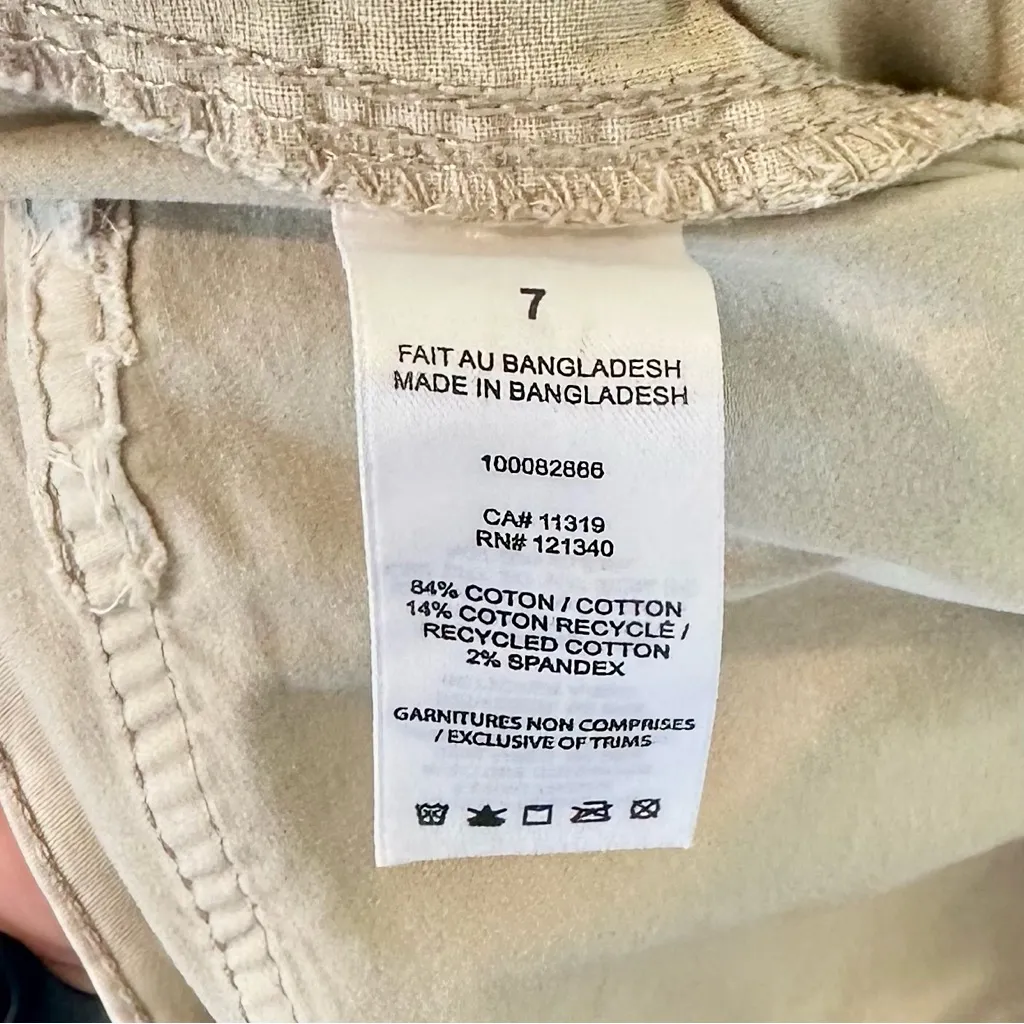 7
FAIT AU BANGLADESH
MADE IN BANGLADESH
100082866
CA# 11319
RN# 121340
84% COTON / COTTON
14% COTON RECYCLÉ /
RECYCLED COTTON
2% SPANDEX
GARNITURES NON COMPRISES
/ EXCLUSIVE OF TRIMS